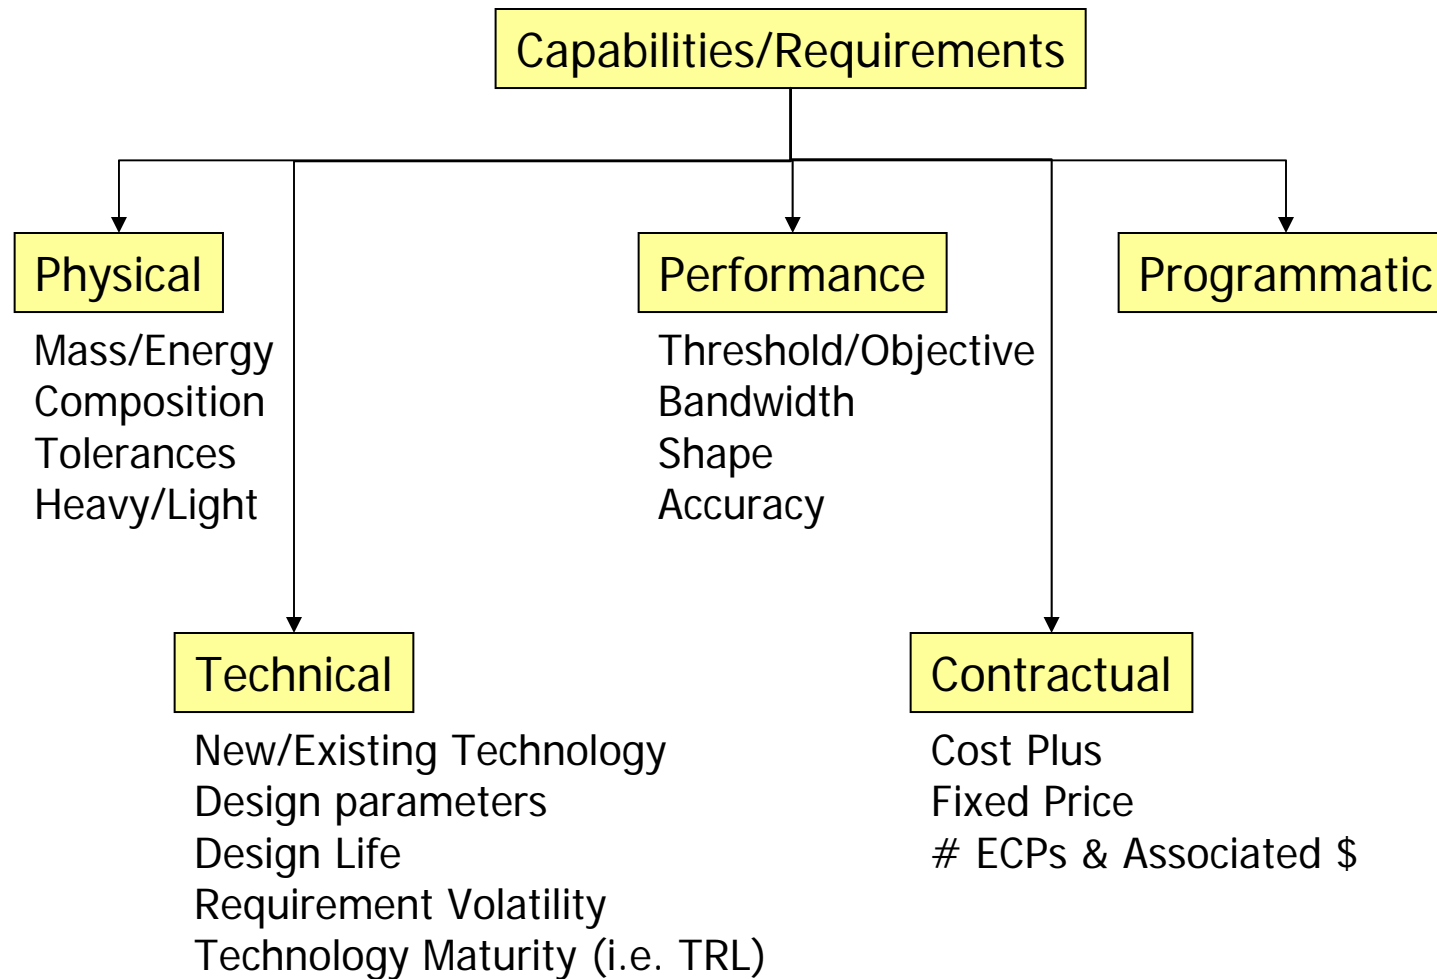 Capabilities/Requirements
Physical
Mass/Energy
Composition
Tolerances
Heavy/Light
Performance
Threshold/Objective
Bandwidth
Shape
Accuracy
Programmatic
Technical
New/Existing Technology
Design parameters
Design Life
Requirement Volatility
Technology Maturity (i.e. TRL)
Contractual
Cost Plus
Fixed Price
# ECPs & Associated $